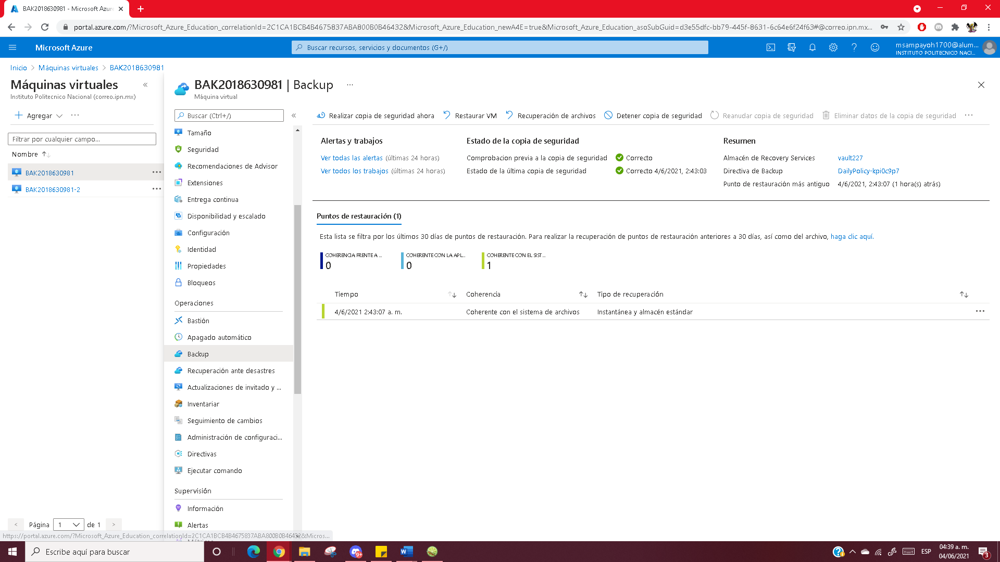 BAK2018630981 - Microsoft Azure
portal.azure.com/?Microsoft_Azure_Education_correlationId=2C1CA1BCB4B4675837ABA800B0B46432&Microsoft_Azure_Education_newA4E=true&Microsoft_Azure_Education_asoSubGuid=d3e55dfc-bb79-445f-8631-6c64e6f24f63#@correo.ipn.mx...
Microsoft Azure
Buscar recursos, servicios y documentos (G+/)
msampayoh1700@alum...
INSTITUTO POLITECNICO NACI...
Inicio > Máquinas virtuales > BAK2018630981
Máquinas virtuales
Instituto Politecnico Nacional (correo.ipn.mx)
Agregar
Filtrar por cualquier campo...
Nombre
BAK2018630981
BAK2018630981-2
Página 1 de 1
BAK2018630981 | Backup
Máquina virtual
Buscar (Ctrl+/)
Tamaño
Seguridad
Recomendaciones de Advisor
Extensiones
Entrega continua
Disponibilidad y escalado
Configuración
Identidad
Propiedades
Bloqueos
Operaciones
Bastión
Apagado automático
Backup
Recuperación ante desastres
Actualizaciones de invitado y ...
Inventariar
Seguimiento de cambios
Administración de configuraci...
Directivas
Ejecutar comando
Supervisión
Información
Alertas
Realizar copia de seguridad ahora
Restaurar VM
Recuperación de archivos
Detener copia de seguridad
Reanudar copia de seguridad
Eliminar datos de la copia de seguridad
Alertas y trabajos
Ver todas las alertas (últimas 24 horas)
Ver todos los trabajos (últimas 24 horas)
Estado de la copia de seguridad
Comprobacion previa a la copia de seguridad Correcto
Estado de la última copia de seguridad Correcto 4/6/2021, 2:43:03
Resumen
Almacén de Recovery Services vault227
Directiva de Backup DailyPolicy-kpi0c9p7
Punto de restauración más antiguo 4/6/2021, 2:43:07 (1 hora(s) atrás)
Puntos de restauración (1)
Esta lista se filtra por los últimos 30 días de puntos de restauración. Para realizar la recuperación de puntos de restauración anteriores a 30 días, así como del archivo, haga clic aquí.
COHERENCIA FRENTE A ...
0
COHERENTE CON LA APL...
0
COHERENTE CON EL SIST...
1
Tiempo Coherencia Tipo de recuperación
4/6/2021 2:43:07 a. m. Coherente con el sistema de archivos Instantánea y almacén estándar
https://portal.azure.com/?Microsoft_Azure_Education_correlationId=2C1CA1BCB4B4675837ABA800B0B46432&Micros...
Escribe aquí para buscar
9+
ESP
04:39 a. m.
04/06/2021
3